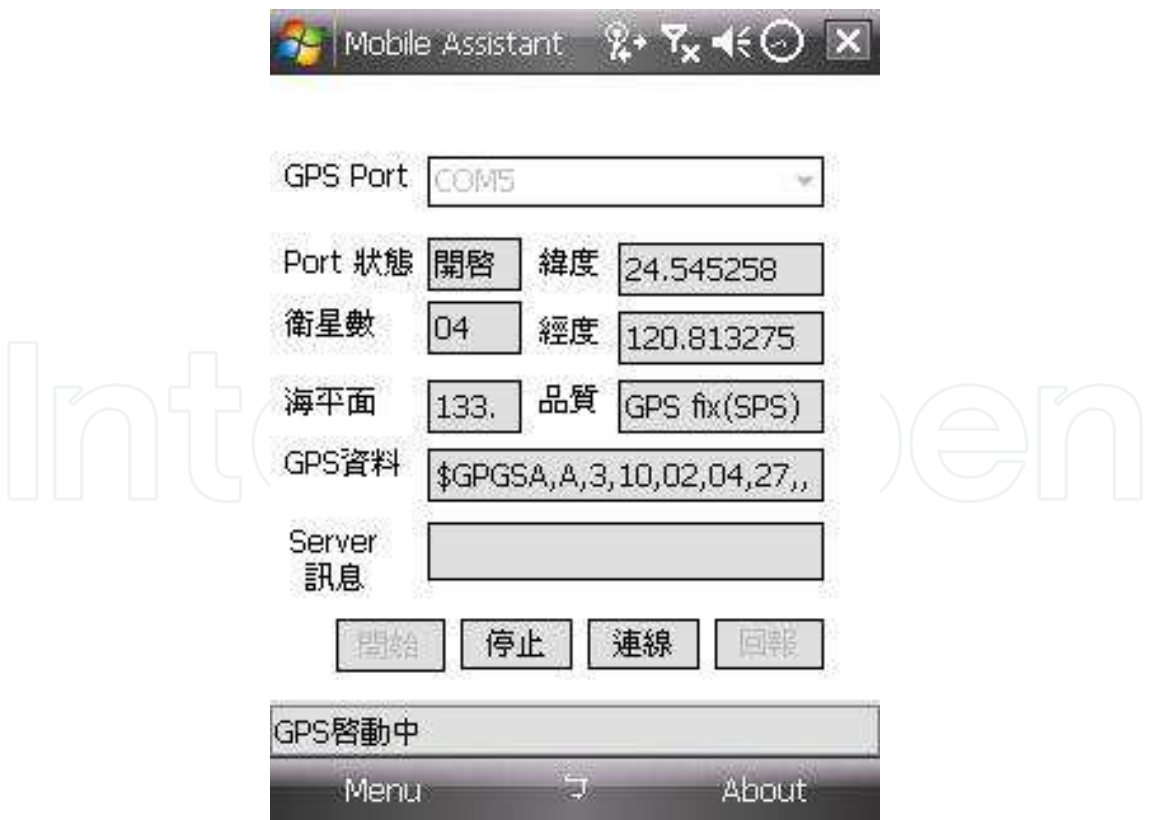 Mobile Assistant
GPS Port COM5
Port 狀態 開啓 緯度 24.545258
衛星數 04 經度 120.813275
海平面 133. 品質 GPS fix(SPS)
GPS資料 $GPGSA,A,3,10,02,04,27,,
Server
訊息
開始 停止 連線 回報
GPS啓動中
Menu ㄅ About